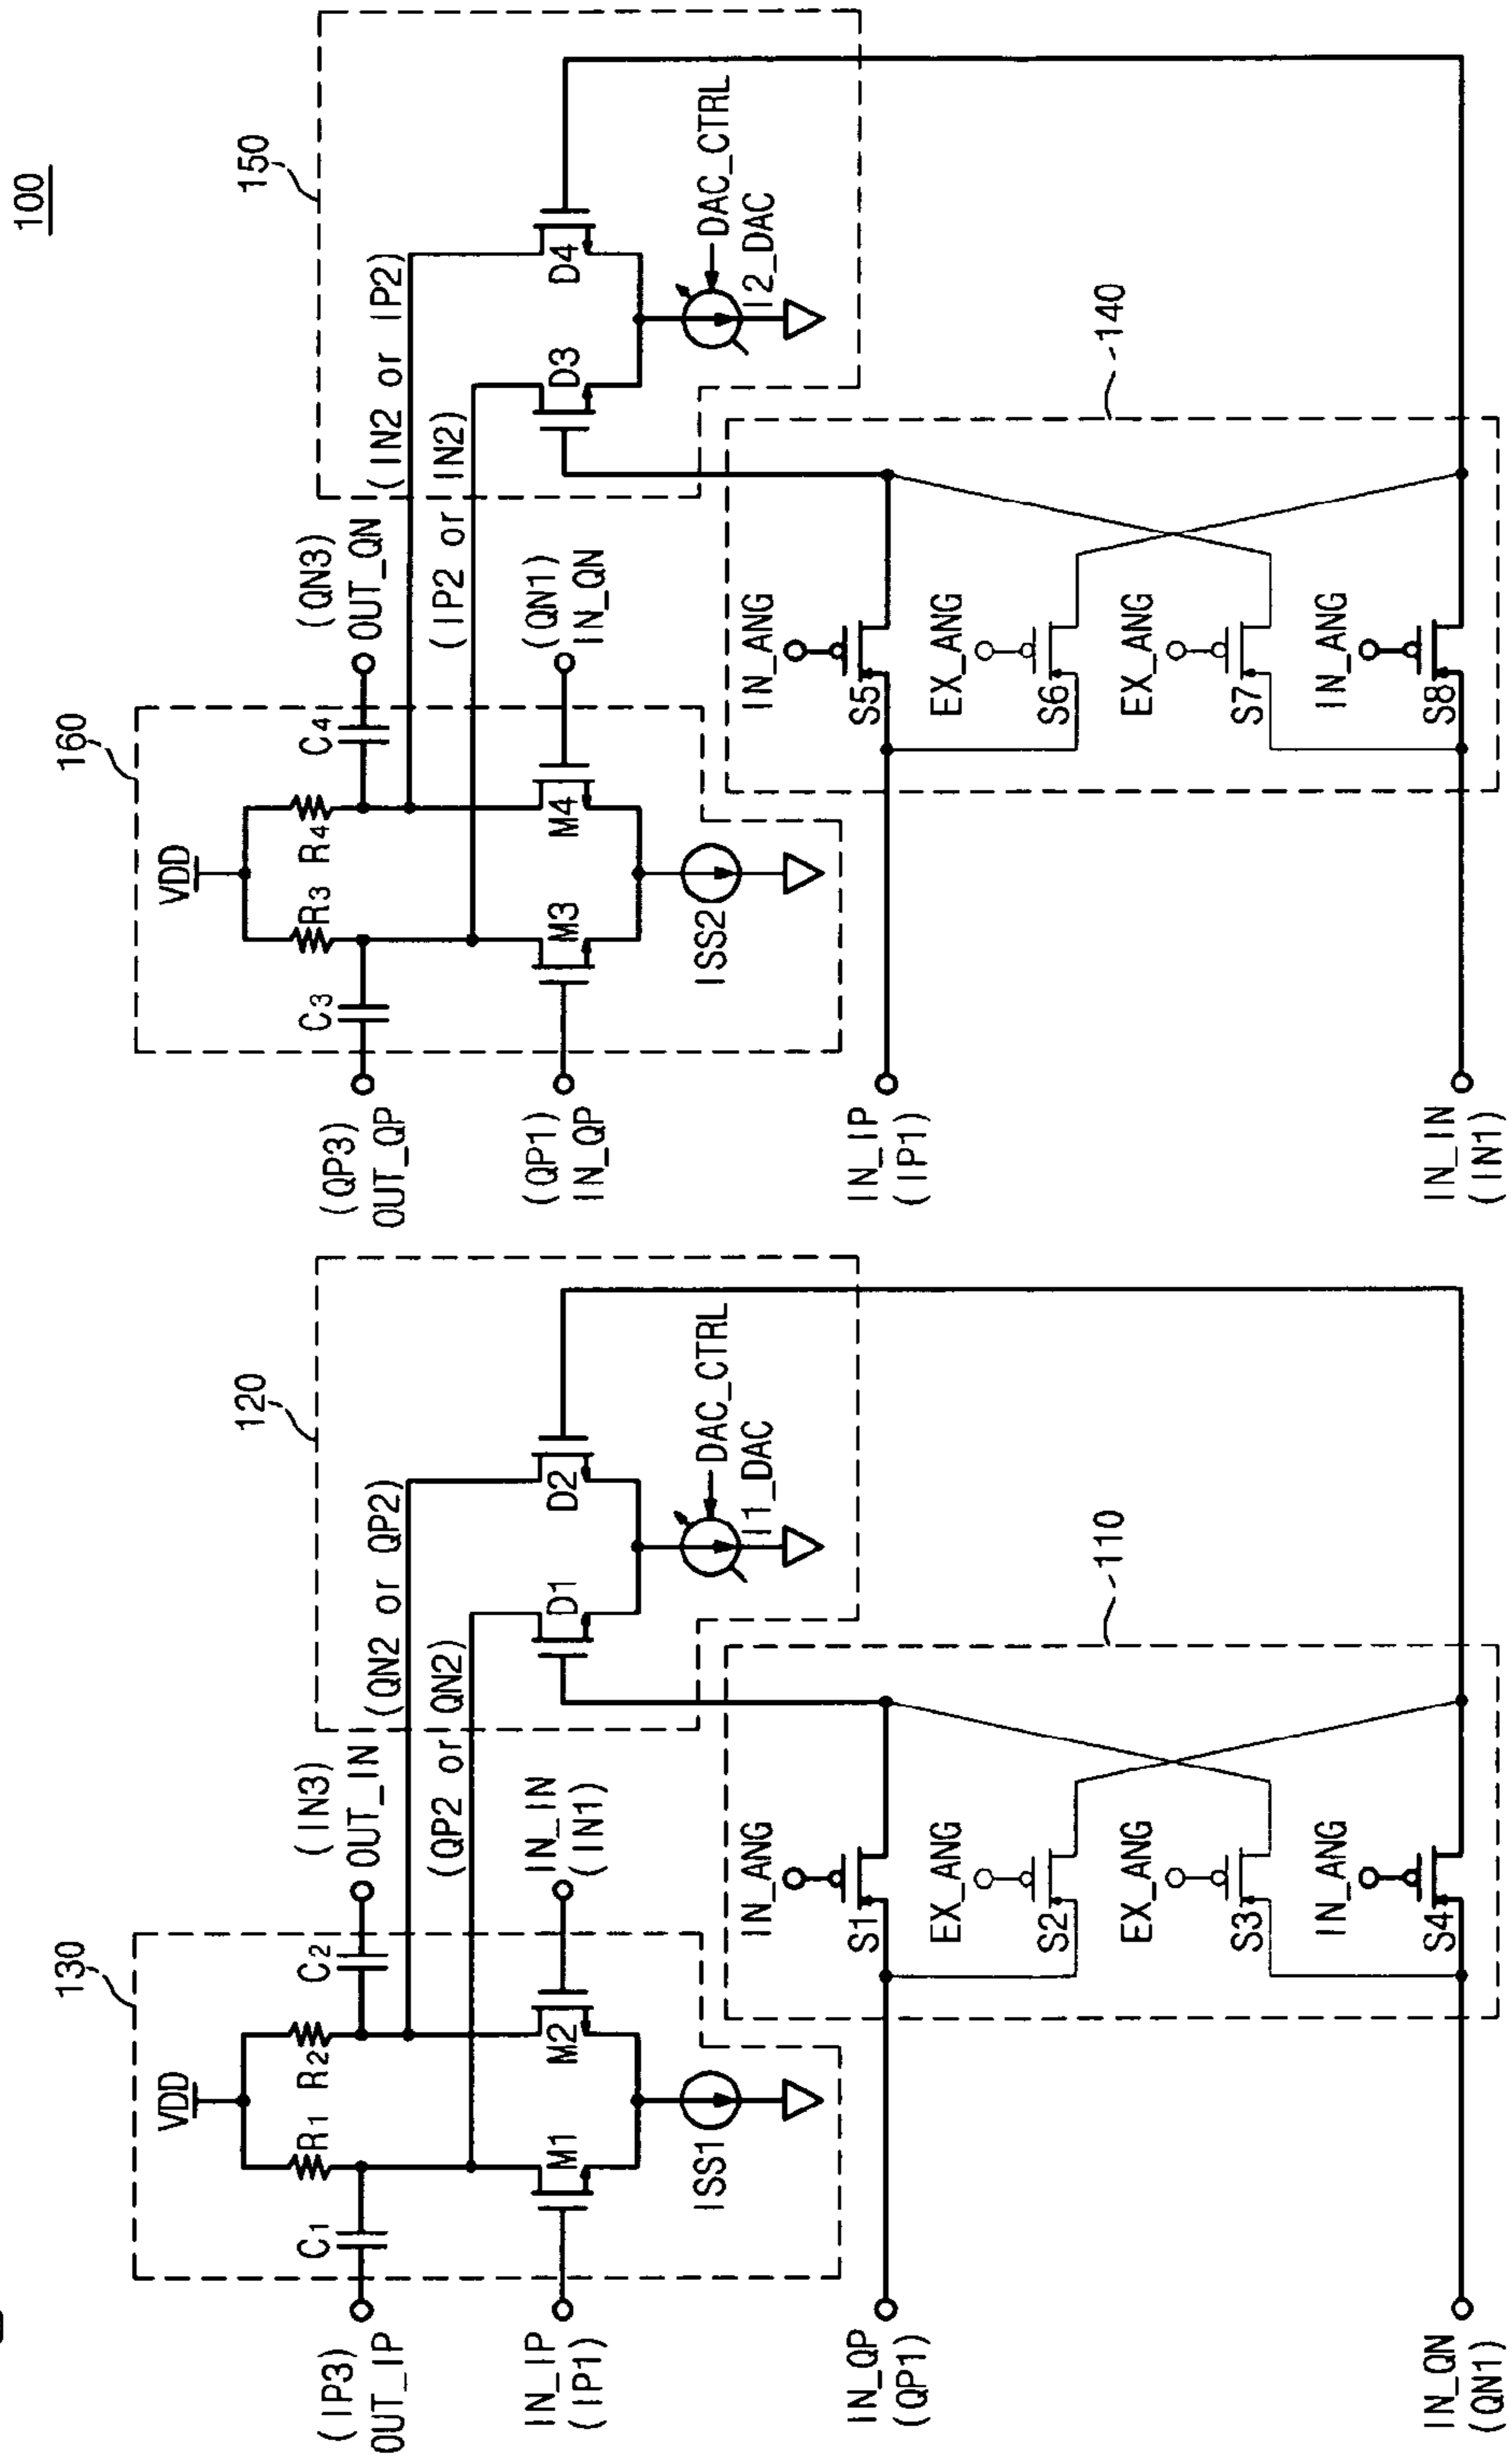 100
130
VDD
R1
R2
C1
C2
(IP3)
OUT_IP
(IN3)
OUT_IN
(QN2 or QP2)
(QP2 or QN2)
120
M1
M2
IN_IP
(IP1)
IN_IN
(IN1)
ISS1
D1
D2
DAC_CTRL
I1_DAC
110
IN_ANG
S1
EX_ANG
S2
EX_ANG
S3
IN_ANG
S4
IN_QP
(QP1)
IN_QN
(QN1)
160
VDD
R3
R4
C3
C4
(QP3)
OUT_QP
(QN3)
OUT_QN
(IN2 or IP2)
(IP2 or IN2)
150
M3
M4
(QP1)
IN_QP
(QN1)
IN_QN
ISS2
D3
D4
DAC_CTRL
I2_DAC
140
IN_ANG
S5
EX_ANG
S6
EX_ANG
S7
IN_ANG
S8
IN_IP
(IP1)
IN_IN
(IN1)